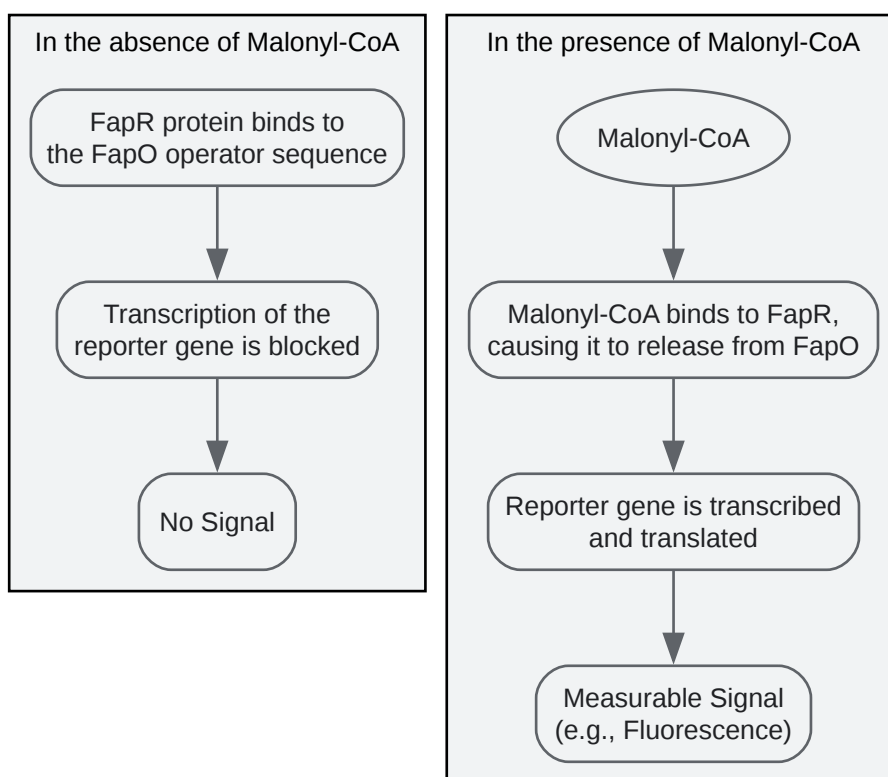 In the absence of Malonyl-CoA
FapR protein binds to
the FapO operator sequence
Transcription of the
reporter gene is blocked
No Signal
In the presence of Malonyl-CoA
Malonyl-CoA
Malonyl-CoA binds to FapR,
causing it to release from FapO
Reporter gene is transcribed
and translated
Measurable Signal
(e.g., Fluorescence)